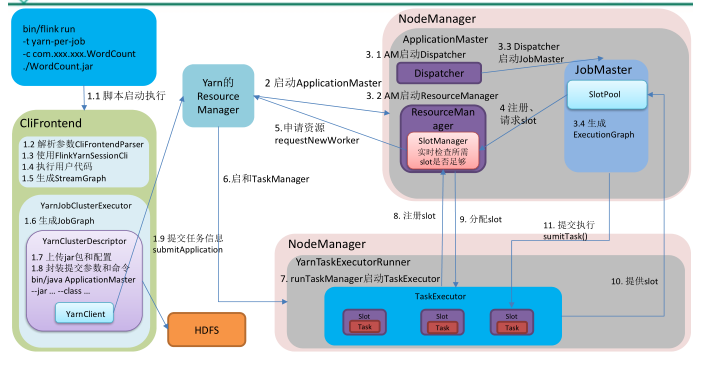 bin/flink run
-t yarn-per-job
-c com.xxx.xxx.WordCount
./WordCount.jar
1.1 脚本启动执行
CliFrontend
1.2 解析参数CliFrontendParser
1.3 使用FlinkYarnSessionCli
1.4 执行用户代码
1.5 生成StreamGraph
YarnJobClusterExecutor
1.6 生成JobGraph
YarnClusterDescriptor
1.7 上传jar包和配置
1.8 封装提交参数和命令
bin/java ApplicationMaster
--jar ... --class ...
YarnClient
1.9 提交任务信息
submitApplication
HDFS
Yarn的
Resource
Manager
2 启动ApplicationMaster
5.申请资源
requestNewWorker
6.启和TaskManager
NodeManager
ApplicationMaster
3. 1 AM启动Dispatcher
Dispatcher
3.3 Dispatcher
启动JobMaster
3. 2 AM启动ResourceManager
ResourceMan
ager
SlotManager
实时检查所需
slot是否足够
4 注册、
请求slot
JobMaster
SlotPool
3.4 生成
ExecutionGraph
8. 注册slot
9. 分配slot
11. 提交执行
sumitTask()
10. 提供slot
NodeManager
YarnTaskExecutorRunner
7. runTaskManager启动TaskExecutor
TaskExecutor
Slot
Task
Slot
Task
Slot
Task